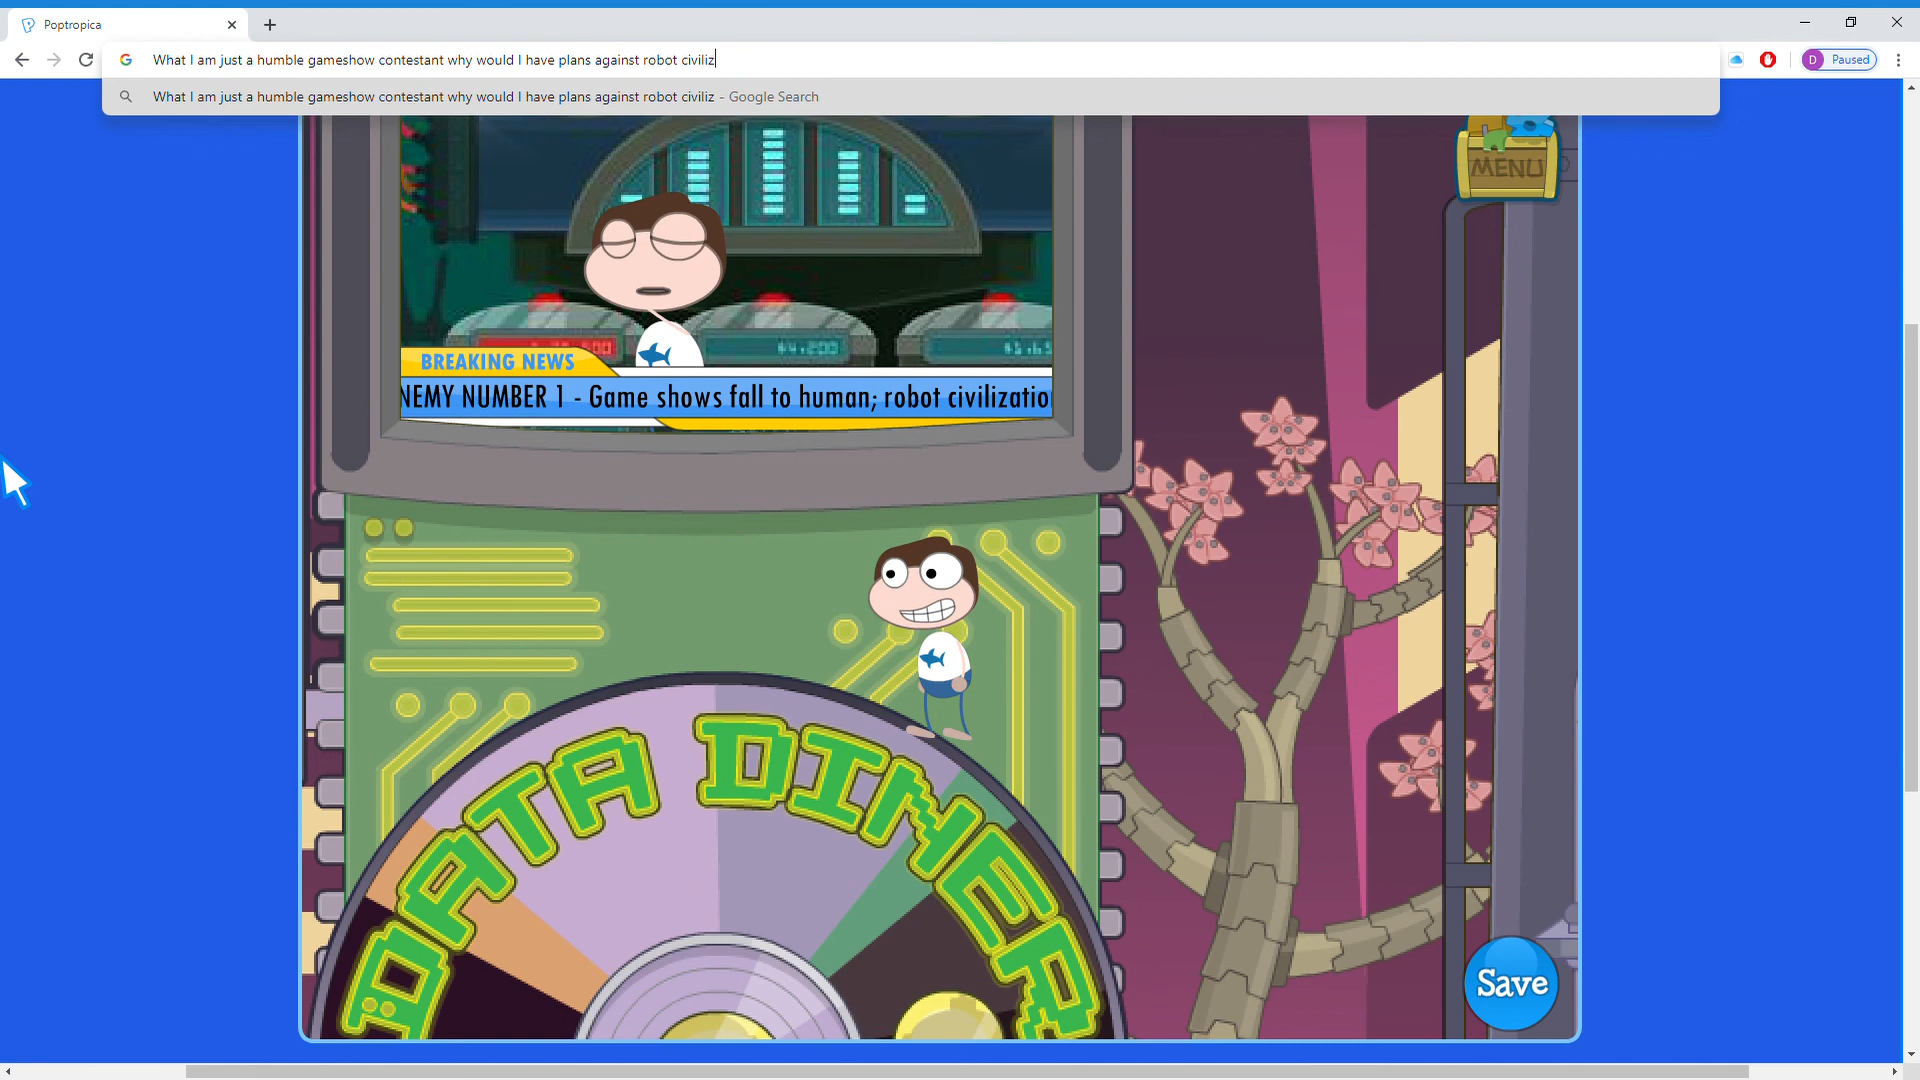 Poptropica
What I am just a humble gameshow contestant why would I have plans against robot civiliz
D Paused
What I am just a humble gameshow contestant why would I have plans against robot civiliz - Google Search
MENU
$4,200
BREAKING NEWS
NEMY NUMBER 1 - Game shows fall to human; robot civilizatio
DATA DINER
Save